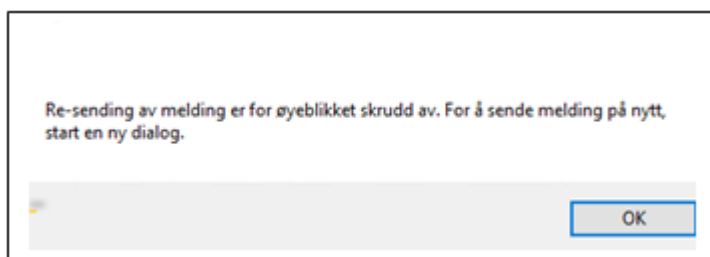 Re-sending av melding er for øyeblikket skrudd av. For å sende melding på nytt,
start en ny dialog.
OK